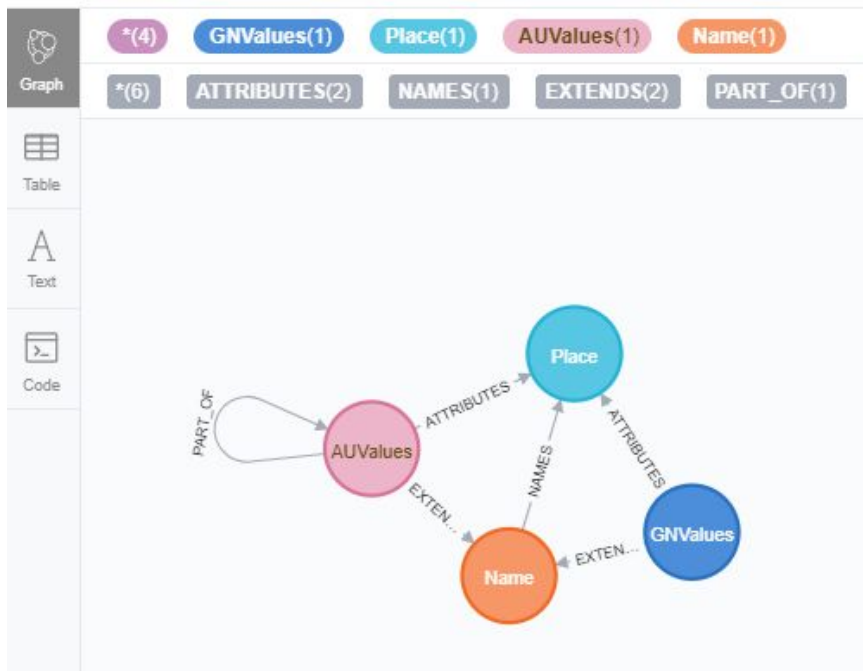 *(4) GNValues(1) Place(1) AUValues(1) Name(1)
Graph
*(6) ATTRIBUTES(2) NAMES(1) EXTENDS(2) PART_OF(1)
Table
Text
Code
Place
ATTRIBUTES
PART_OF
AUValues
ATTRIBUTES
NAMES
EXTEN...
GNValues
EXTEN...
Name